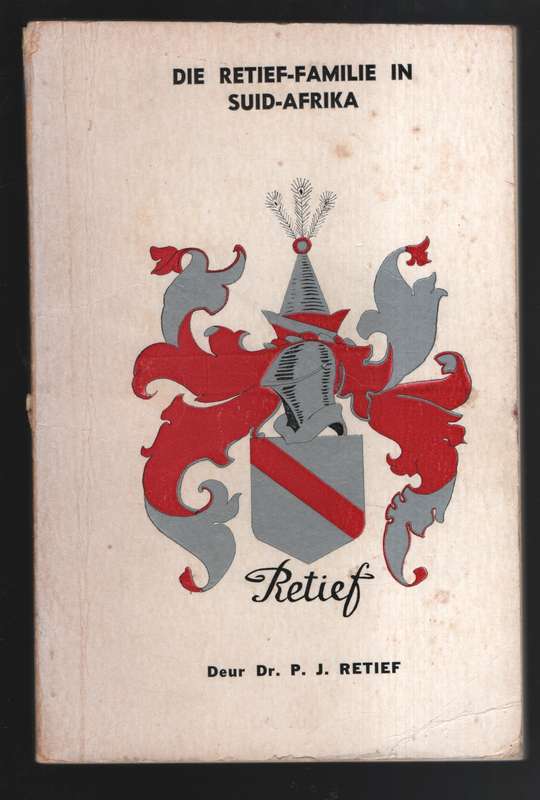 DIE RETIEF-FAMILIE IN
SUID-AFRIKA
Retief
Deur Dr. P. J. RETIEF